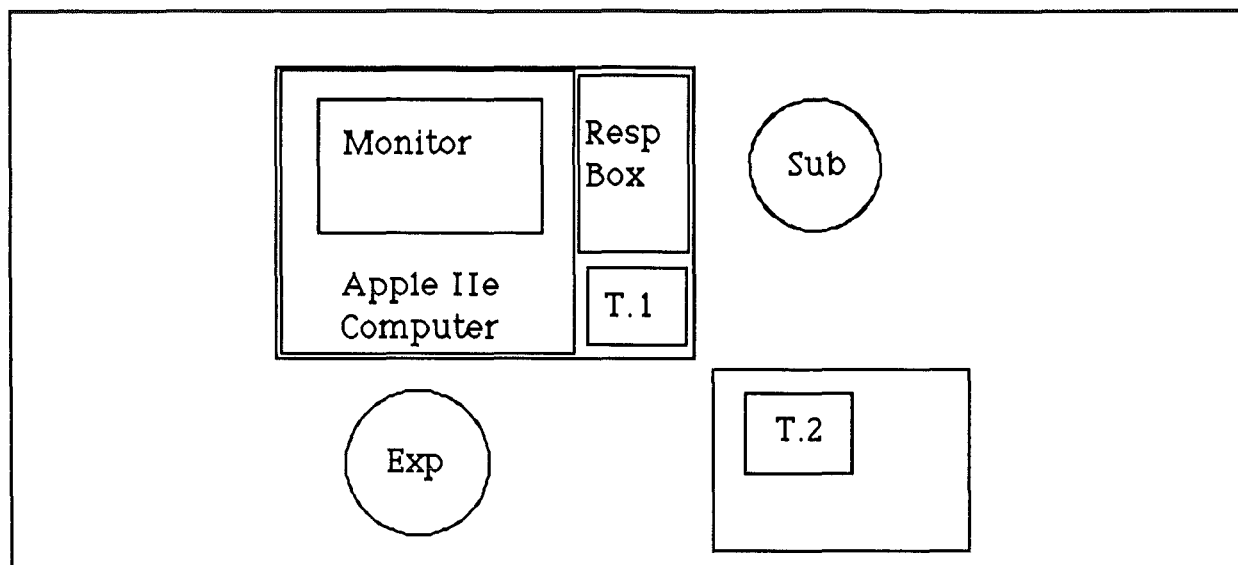 Monitor
Resp
Box
Sub
Apple IIe
Computer
T.1
Exp
T.2